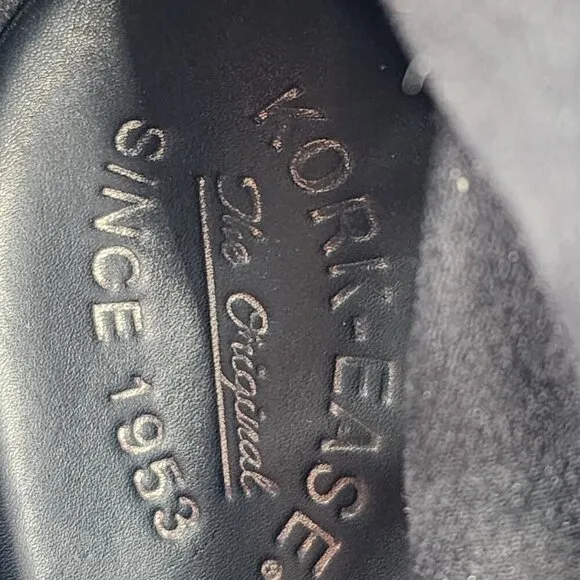 KORK-EASE®
The Original
SINCE 1953